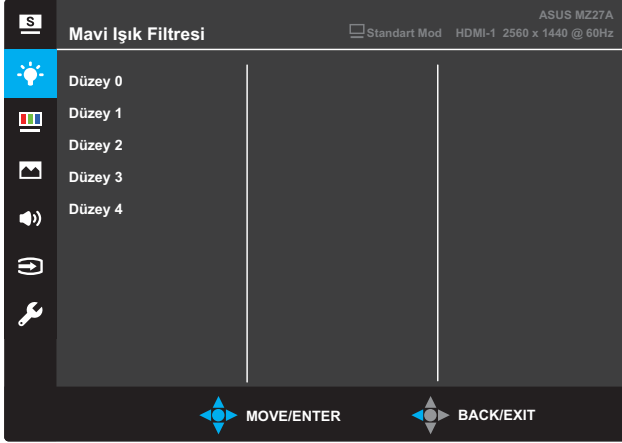 S
ASUS MZ27A
Mavi Işık Filtresi
Standart Mod HDMI-1 2560 x 1440 @ 60Hz
Düzey 0
Düzey 1
Düzey 2
Düzey 3
Düzey 4
MOVE/ENTER
BACK/EXIT